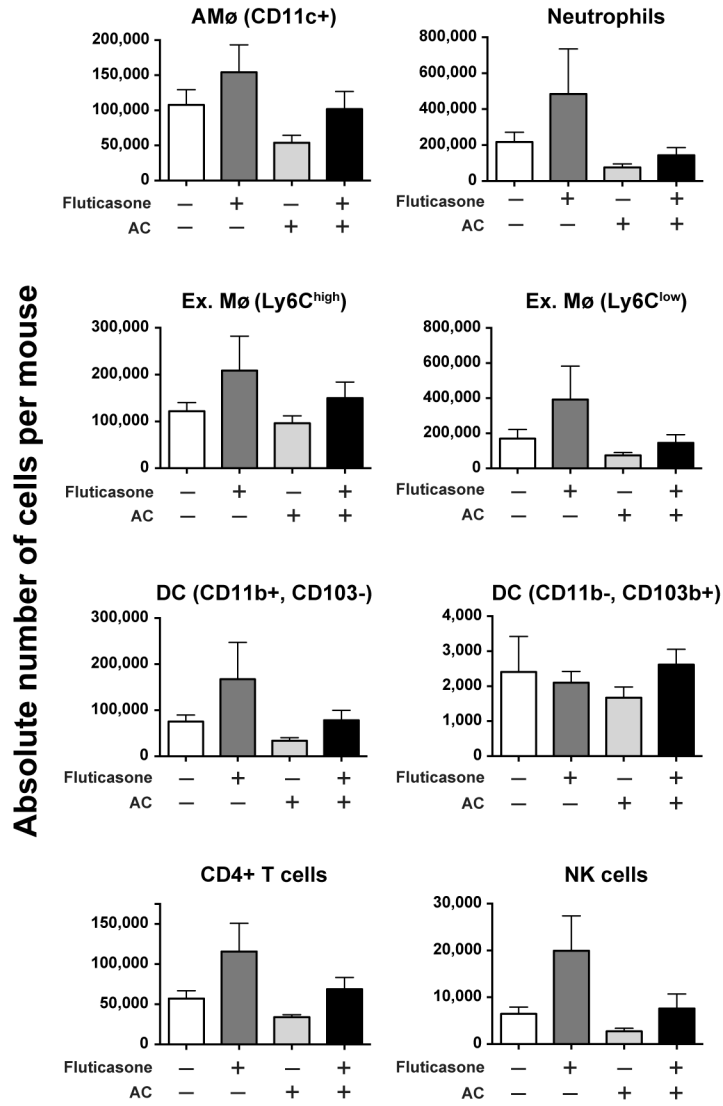 Absolute number of cells per mouse
AMø (CD11c+)
200,000
150,000
100,000
50,000
0
Fluticasone – + – +
AC – – + +
Neutrophils
800,000
600,000
400,000
200,000
0
Fluticasone – + – +
AC – – + +
Ex. Mø (Ly6Chigh)
300,000
200,000
100,000
0
Fluticasone – + – +
AC – – + +
Ex. Mø (Ly6Clow)
800,000
600,000
400,000
200,000
0
Fluticasone – + – +
AC – – + +
DC (CD11b+, CD103-)
300,000
200,000
100,000
0
Fluticasone – + – +
AC – – + +
DC (CD11b-, CD103b+)
4,000
3,000
2,000
1,000
0
Fluticasone – + – +
AC – – + +
CD4+ T cells
200,000
150,000
100,000
50,000
0
Fluticasone – + – +
AC – – + +
NK cells
30,000
20,000
10,000
0
Fluticasone – + – +
AC – – + +